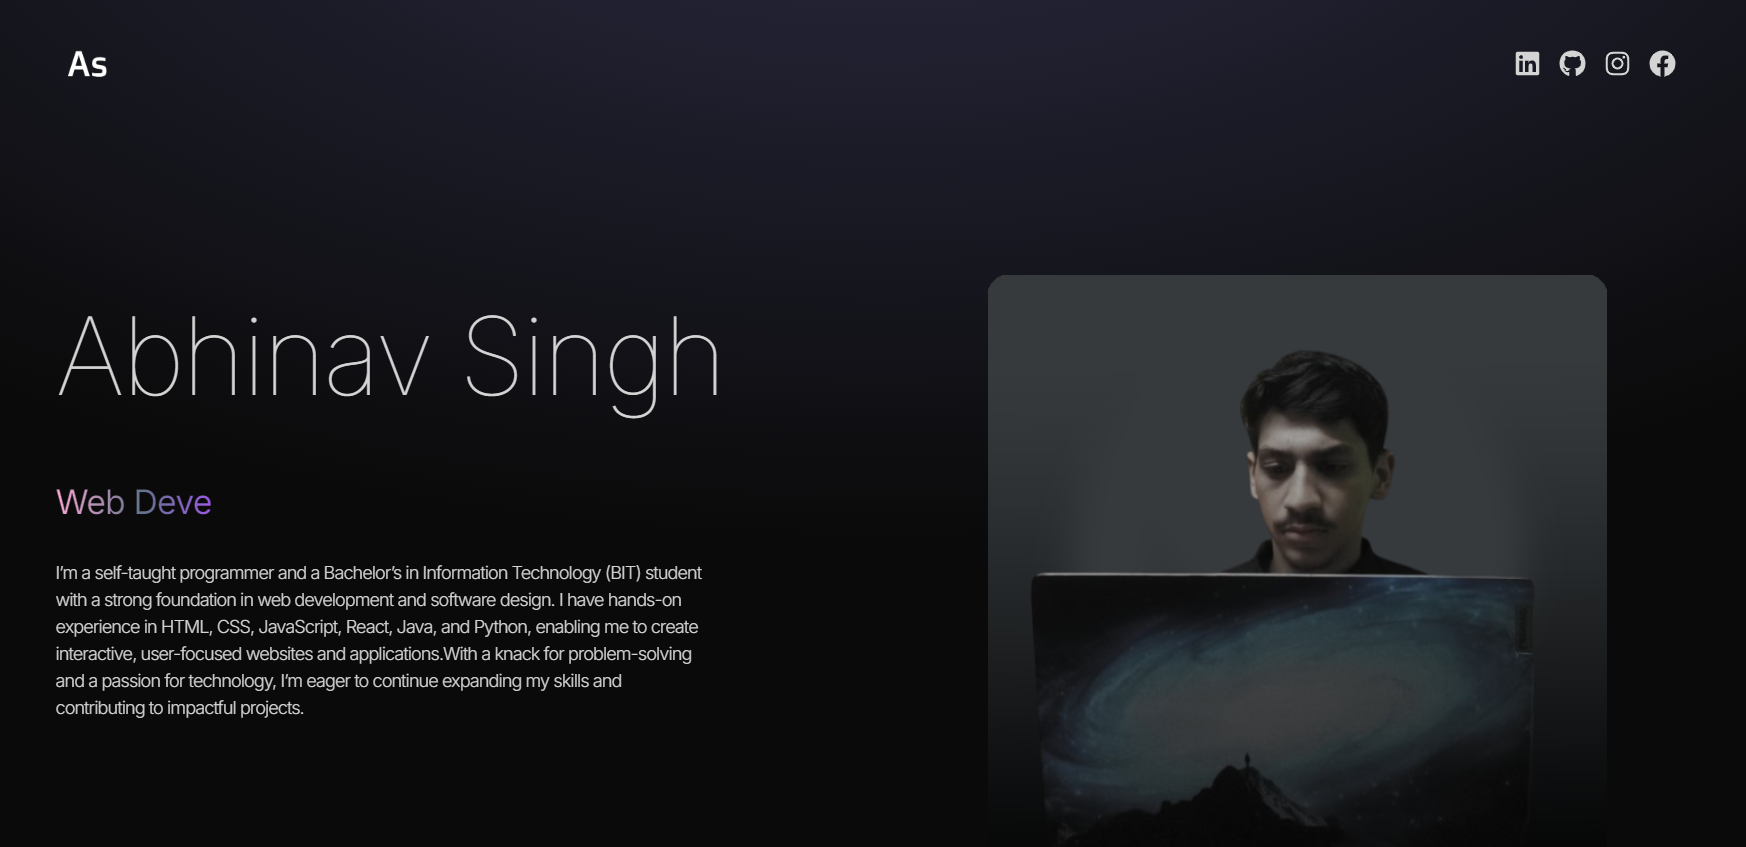 As
Abhinav Singh
Web Deve
I’m a self-taught programmer and a Bachelor’s in Information Technology (BIT) student
with a strong foundation in web development and software design. I have hands-on
experience in HTML, CSS, JavaScript, React, Java, and Python, enabling me to create
interactive, user-focused websites and applications.With a knack for problem-solving
and a passion for technology, I’m eager to continue expanding my skills and
contributing to impactful projects.